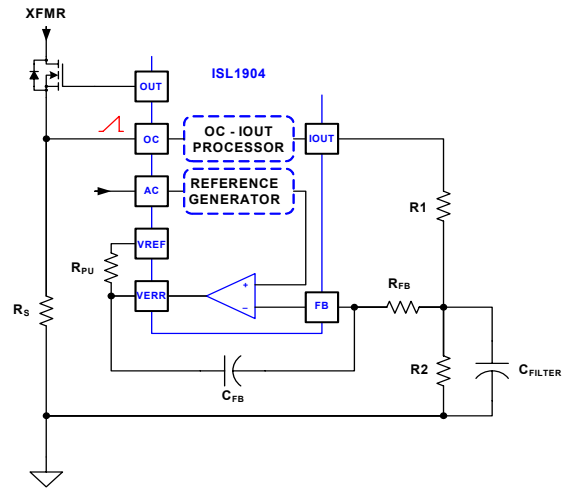 XFMR
ISL1904
OUT
OC
OC - IOUT
PROCESSOR
IOUT
AC
REFERENCE
GENERATOR
R1
VREF
RPU
VERR
+
−
FB
RFB
RS
R2
CFILTER
CFB